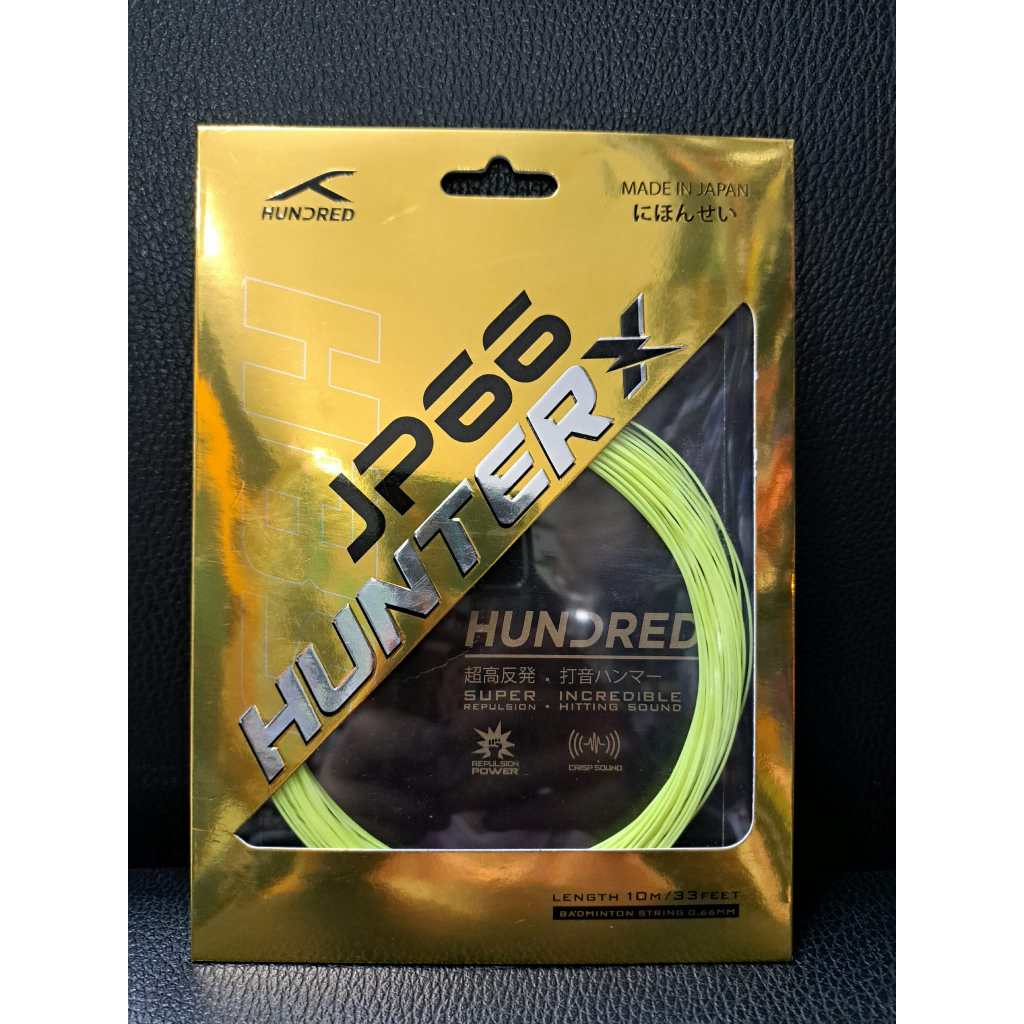 HUNDRED
MADE IN JAPAN
にほんせい
JP66
HUNTER X
HUNDRED
超高反発・打音ハンマー
SUPER REPULSION • INCREDIBLE HITTING SOUND
REPULSION POWER
CRISP SOUND
LENGTH 10M/33FEET
BADMINTON STRING 0.66MM